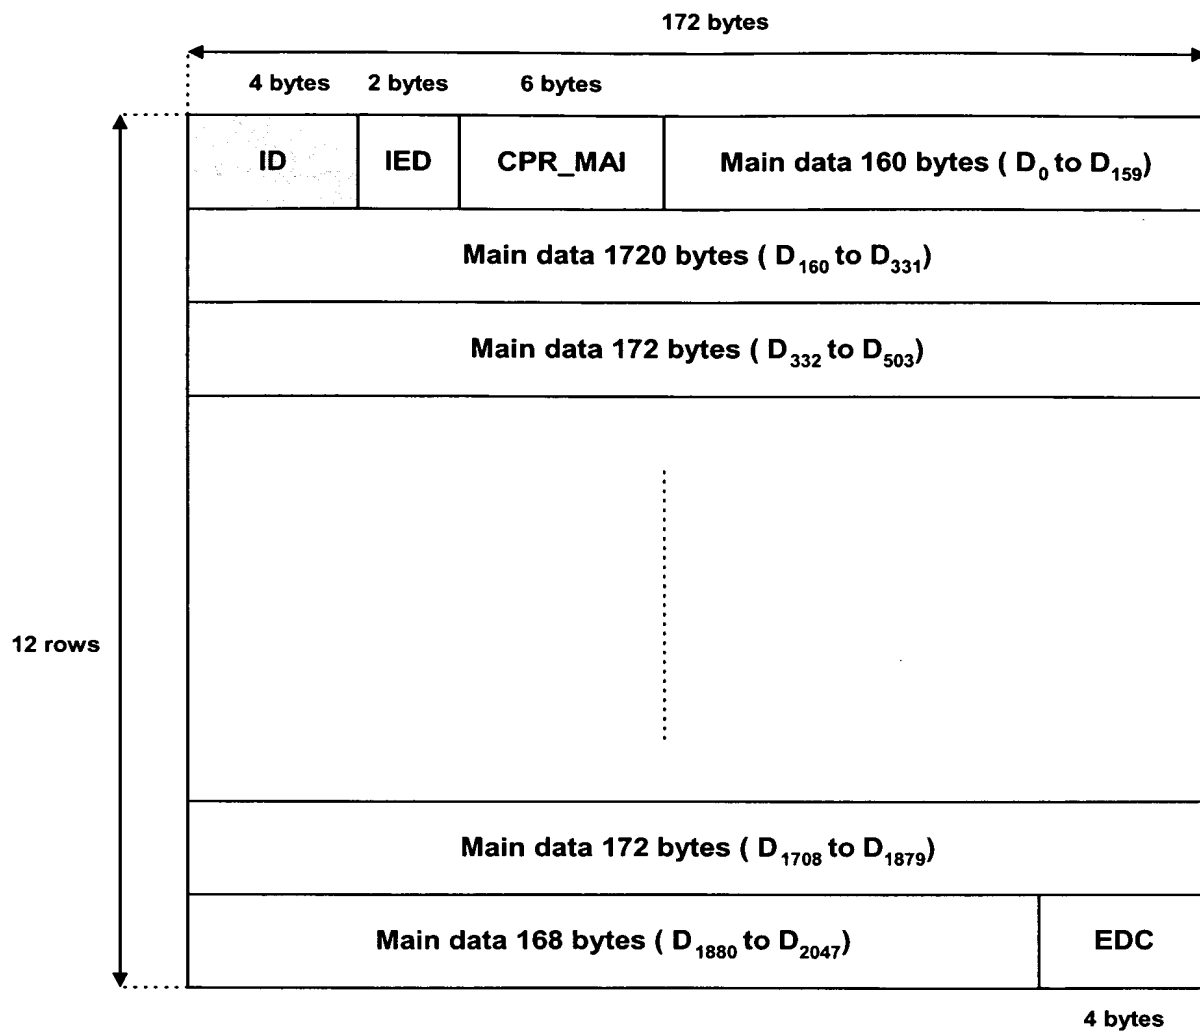 172 bytes
4 bytes 2 bytes 6 bytes
ID IED CPR_MAI Main data 160 bytes ( D0 to D159)
Main data 1720 bytes ( D160 to D331)
Main data 172 bytes ( D332 to D503)
12 rows
Main data 172 bytes ( D1708 to D1879)
Main data 168 bytes ( D1880 to D2047) EDC
4 bytes